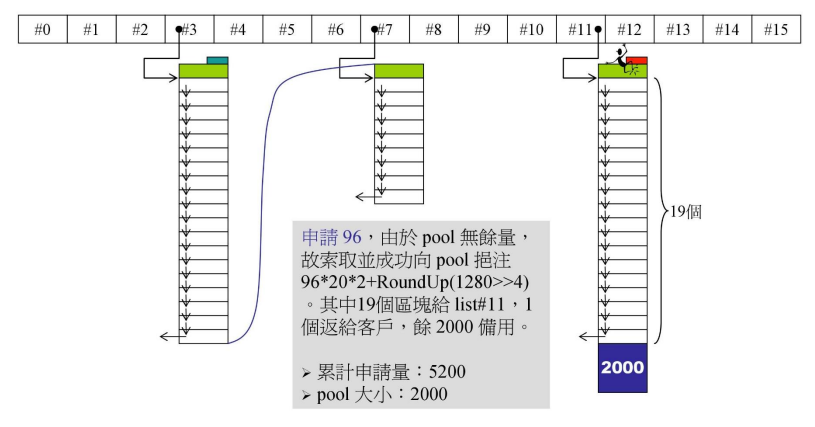 #0 #1 #2 #3 #4 #5 #6 #7 #8 #9 #10 #11 #12 #13 #14 #15
19個
申請 96，由於 pool 無餘量，
故索取並成功向 pool 挹注
96*20*2+RoundUp(1280>>4)
。其中19個區塊給 list#11，1
個返給客戶，餘 2000 備用。
➢ 累計申請量：5200
➢ pool 大小：2000
2000